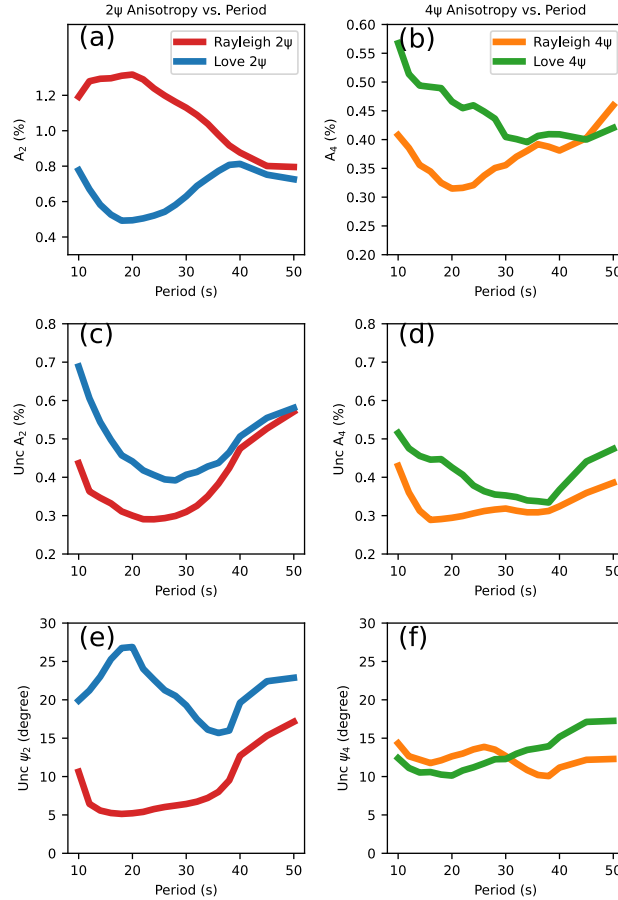 2ψ Anisotropy vs. Period
(a)
Rayleigh 2ψ
Love 2ψ
1.2
1.0
0.8
0.6
0.4
A2 (%)
10 20 30 40 50
Period (s)
4ψ Anisotropy vs. Period
(b)
Rayleigh 4ψ
Love 4ψ
0.60
0.55
0.50
0.45
0.40
0.35
0.30
0.25
0.20
A4 (%)
10 20 30 40 50
Period (s)
(c)
0.8
0.7
0.6
0.5
0.4
0.3
0.2
Unc A2 (%)
10 20 30 40 50
Period (s)
(d)
0.8
0.7
0.6
0.5
0.4
0.3
0.2
Unc A4 (%)
10 20 30 40 50
Period (s)
(e)
30
25
20
15
10
5
0
Unc ψ2 (degree)
10 20 30 40 50
Period (s)
(f)
30
25
20
15
10
5
0
Unc ψ4 (degree)
10 20 30 40 50
Period (s)